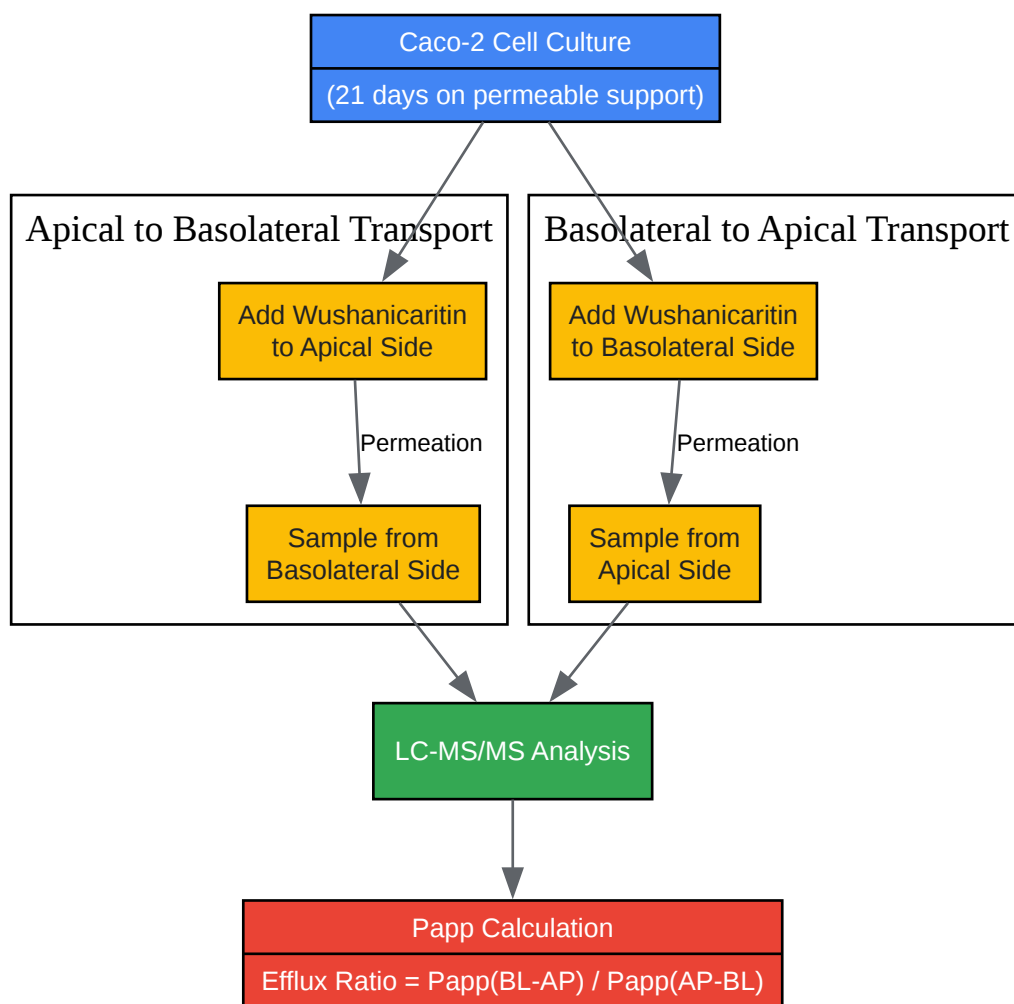 Caco-2 Cell Culture
(21 days on permeable support)
Apical to Basolateral Transport
Basolateral to Apical Transport
Add Wushanicaritin
to Apical Side
Add Wushanicaritin
to Basolateral Side
Permeation
Permeation
Sample from
Basolateral Side
Sample from
Apical Side
LC-MS/MS Analysis
Papp Calculation
Efflux Ratio = Papp(BL-AP) / Papp(AP-BL)